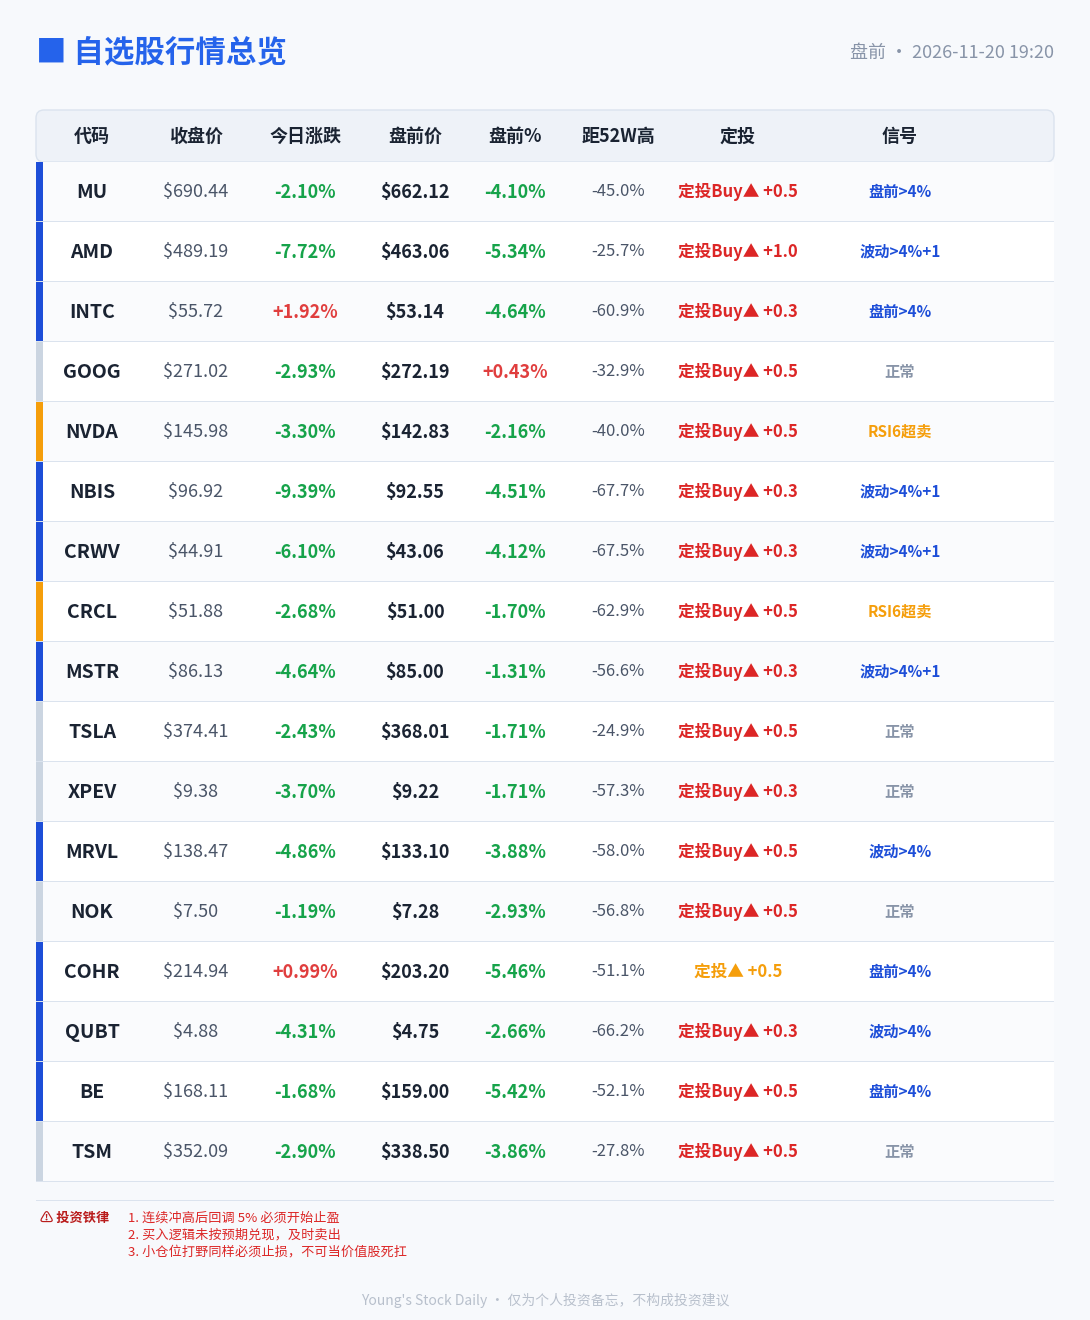 自选股行情总览
盘前 · 2026-11-20 19:20
代码 收盘价 今日涨跌 盘前价 盘前% 距52W高 定投 信号
MU $690.44 -2.10% $662.12 -4.10% -45.0% 定投Buy▲ +0.5 盘前>4%
AMD $489.19 -7.72% $463.06 -5.34% -25.7% 定投Buy▲ +1.0 波动>4%+1
INTC $55.72 +1.92% $53.14 -4.64% -60.9% 定投Buy▲ +0.3 盘前>4%
GOOG $271.02 -2.93% $272.19 +0.43% -32.9% 定投Buy▲ +0.5 正常
NVDA $145.98 -3.30% $142.83 -2.16% -40.0% 定投Buy▲ +0.5 RSI6超卖
NBIS $96.92 -9.39% $92.55 -4.51% -67.7% 定投Buy▲ +0.3 波动>4%+1
CRWV $44.91 -6.10% $43.06 -4.12% -67.5% 定投Buy▲ +0.3 波动>4%+1
CRCL $51.88 -2.68% $51.00 -1.70% -62.9% 定投Buy▲ +0.5 RSI6超卖
MSTR $86.13 -4.64% $85.00 -1.31% -56.6% 定投Buy▲ +0.3 波动>4%+1
TSLA $374.41 -2.43% $368.01 -1.71% -24.9% 定投Buy▲ +0.5 正常
XPEV $9.38 -3.70% $9.22 -1.71% -57.3% 定投Buy▲ +0.3 正常
MRVL $138.47 -4.86% $133.10 -3.88% -58.0% 定投Buy▲ +0.5 波动>4%
NOK $7.50 -1.19% $7.28 -2.93% -56.8% 定投Buy▲ +0.5 正常
COHR $214.94 +0.99% $203.20 -5.46% -51.1% 定投▲ +0.5 盘前>4%
QUBT $4.88 -4.31% $4.75 -2.66% -66.2% 定投Buy▲ +0.3 波动>4%
BE $168.11 -1.68% $159.00 -5.42% -52.1% 定投Buy▲ +0.5 盘前>4%
TSM $352.09 -2.90% $338.50 -3.86% -27.8% 定投Buy▲ +0.5 正常
⚠ 投资铁律 1. 连续冲高后回调 5% 必须开始止盈
2. 买入逻辑未按预期兑现，及时卖出
3. 小仓位打野同样必须止损，不可当价值股死扛
Young's Stock Daily · 仅为个人投资备忘，不构成投资建议